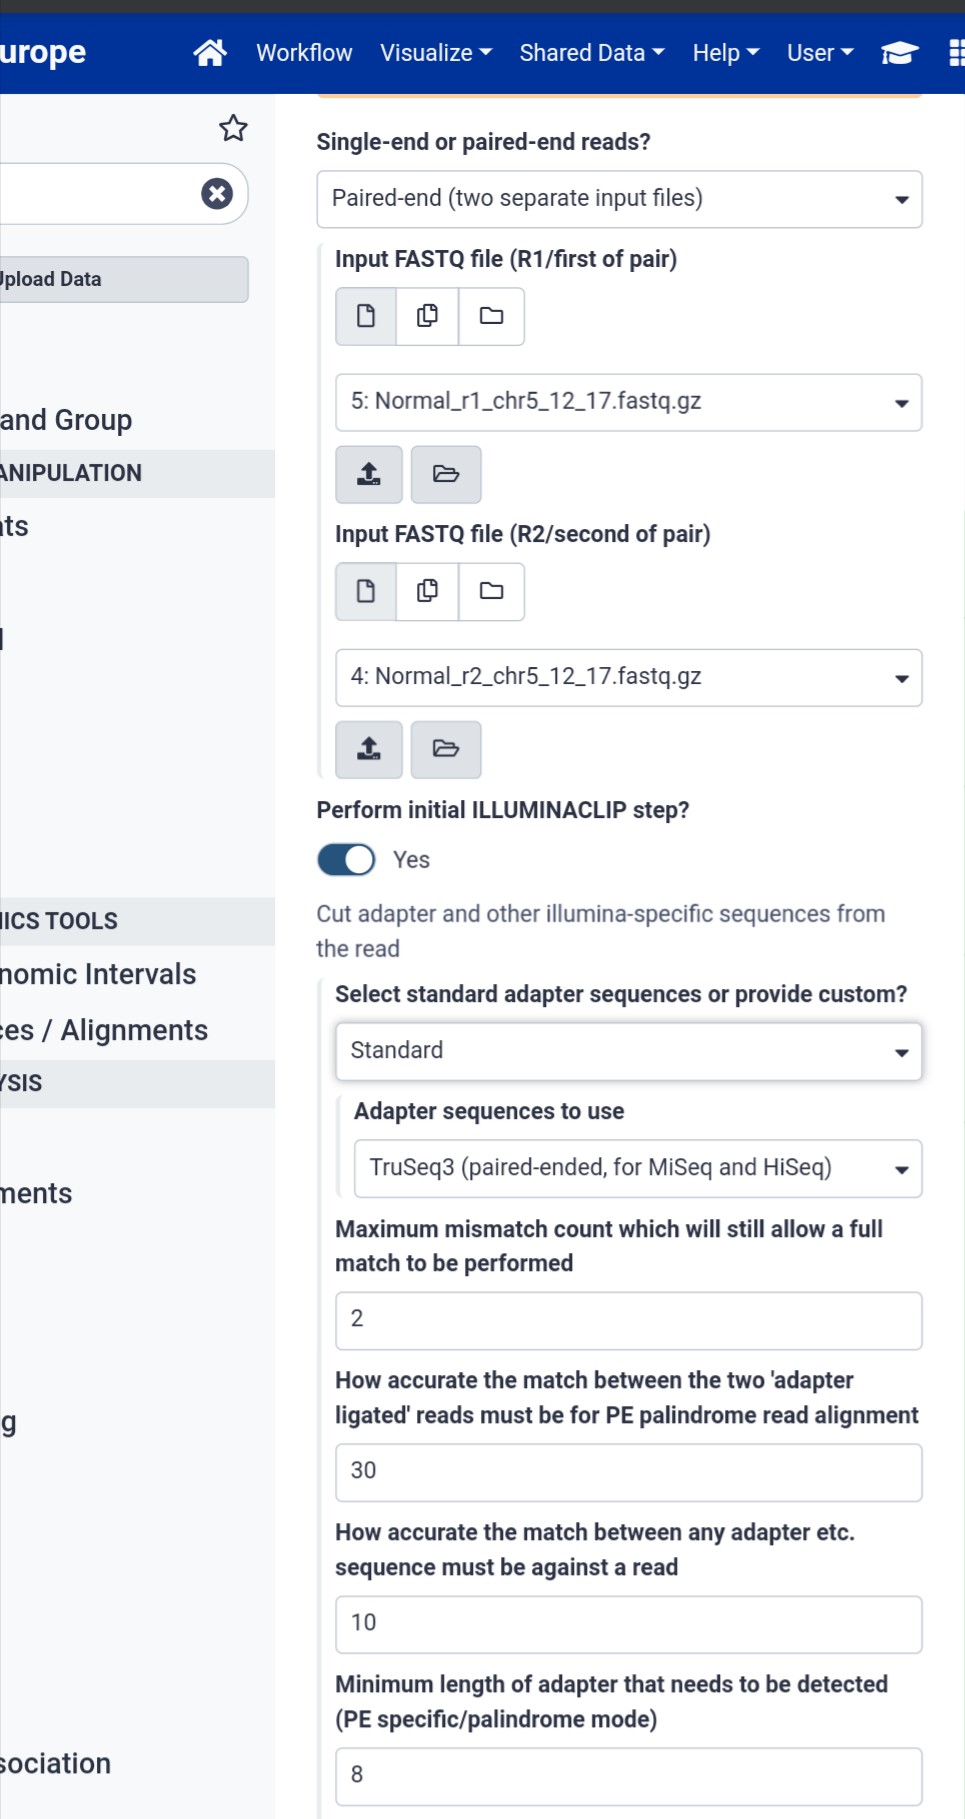 urope Workflow Visualize Shared Data Help User
Single-end or paired-end reads?
Paired-end (two separate input files)
Input FASTQ file (R1/first of pair)
Upload Data
5: Normal_r1_chr5_12_17.fastq.gz
and Group
ANIPULATION
Input FASTQ file (R2/second of pair)
ats
4: Normal_r2_chr5_12_17.fastq.gz
Perform initial ILLUMINACLIP step?
Yes
Cut adapter and other illumina-specific sequences from
the read
ICS TOOLS
nomic Intervals
Select standard adapter sequences or provide custom?
Standard
ces / Alignments
YSIS
Adapter sequences to use
TruSeq3 (paired-ended, for MiSeq and HiSeq)
ments
Maximum mismatch count which will still allow a full
match to be performed
2
How accurate the match between the two 'adapter
ligated' reads must be for PE palindrome read alignment
g
30
How accurate the match between any adapter etc.
sequence must be against a read
10
Minimum length of adapter that needs to be detected
(PE specific/palindrome mode)
sociation
8